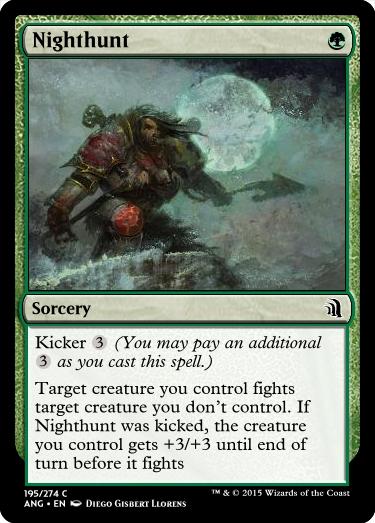 Nighthunt
Sorcery
Kicker 3 (You may pay an additional
3 as you cast this spell.)
Target creature you control fights
target creature you don't control. If
Nighthunt was kicked, the creature
you control gets +3/+3 until end of
turn before it fights
195/274 C
ANG • EN Diego Gisbert Llorens
™ & © 2015 Wizards of the Coast